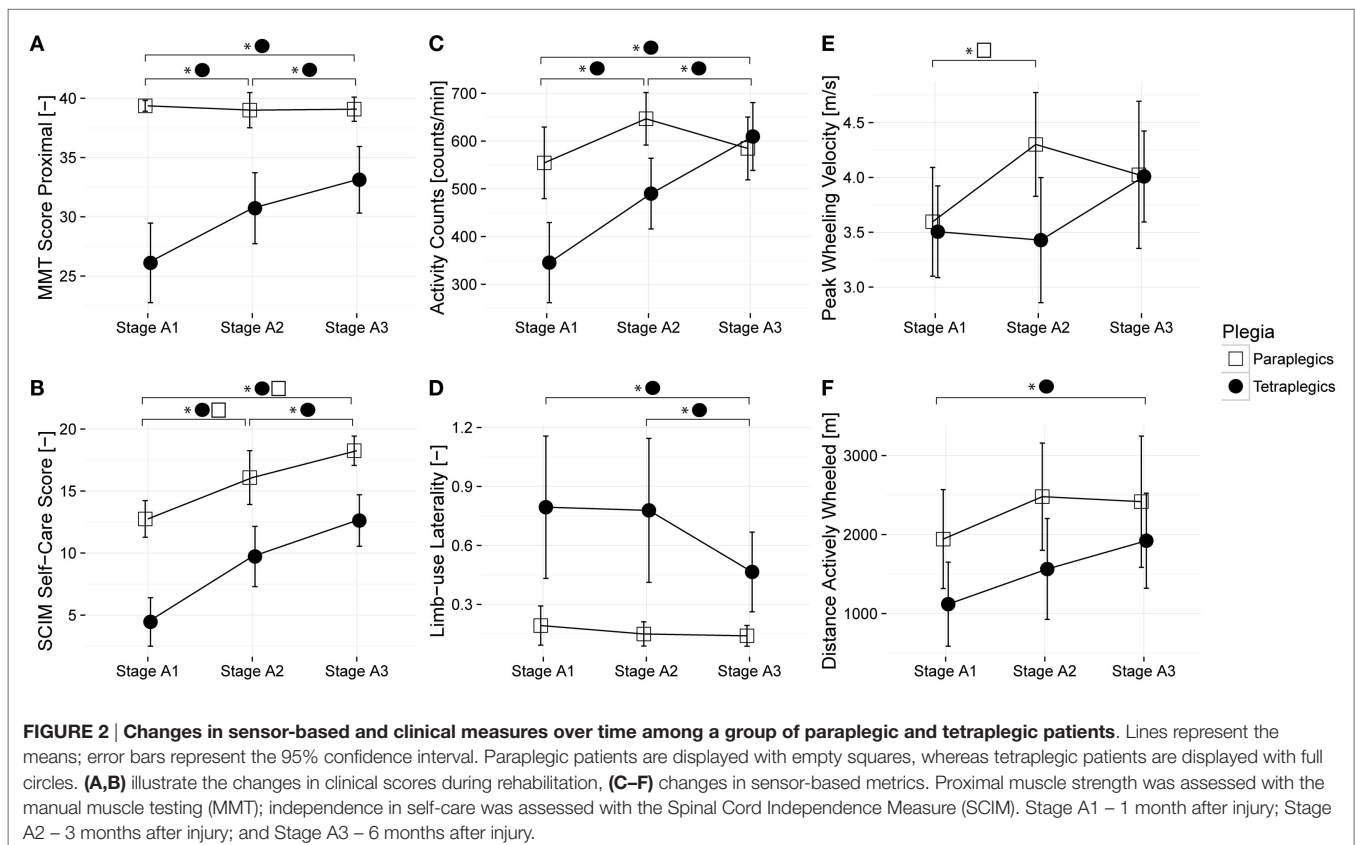 A
* ●
* ● * ●
MMT Score Proximal [−]
40
35
30
25
Stage A1 Stage A2 Stage A3
C
* ●
* ● * ●
Activity Counts [counts/min]
700
600
500
400
300
Stage A1 Stage A2 Stage A3
E
* □
Peak Wheeling Velocity [m/s]
4.5
4.0
3.5
3.0
Stage A1 Stage A2 Stage A3
Plegia
Paraplegics
Tetraplegics
B
* ● □
* ● □ * ●
SCIM Self−Care Score [−]
20
15
10
5
Stage A1 Stage A2 Stage A3
D
* ●
* ●
Limb−use Laterality [−]
1.2
0.9
0.6
0.3
Stage A1 Stage A2 Stage A3
F
* ●
Distance Actively Wheeled [m]
3000
2000
1000
Stage A1 Stage A2 Stage A3
FIGURE 2 | Changes in sensor-based and clinical measures over time among a group of paraplegic and tetraplegic patients. Lines represent the
means; error bars represent the 95% confidence interval. Paraplegic patients are displayed with empty squares, whereas tetraplegic patients are displayed with full
circles. (A,B) illustrate the changes in clinical scores during rehabilitation, (C–F) changes in sensor-based metrics. Proximal muscle strength was assessed with the
manual muscle testing (MMT); independence in self-care was assessed with the Spinal Cord Independence Measure (SCIM). Stage A1 – 1 month after injury; Stage
A2 – 3 months after injury; and Stage A3 – 6 months after injury.